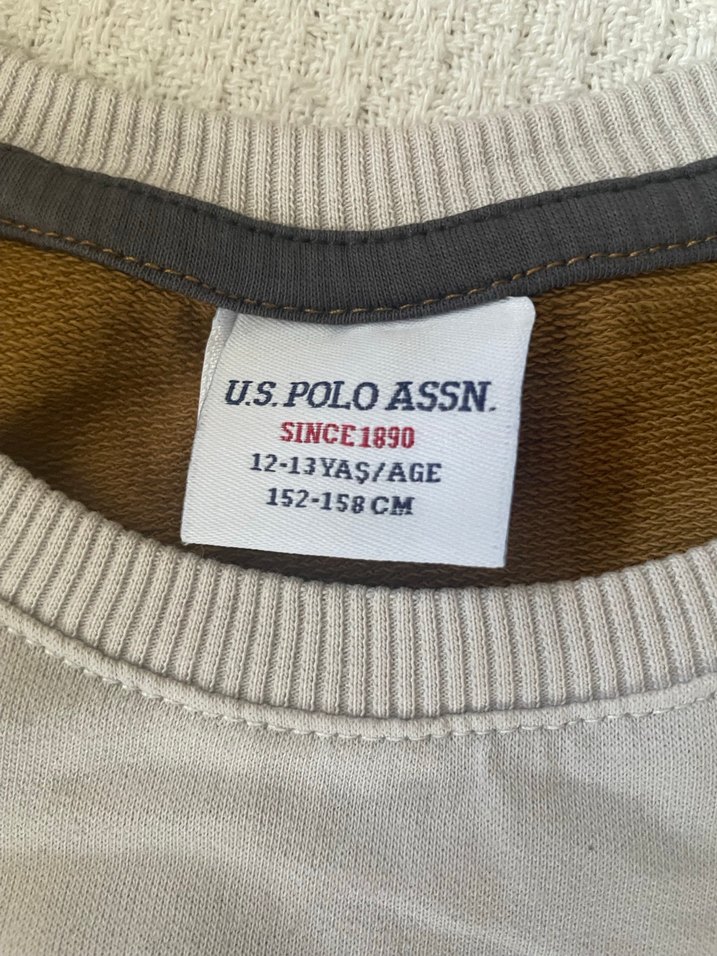 U.S. POLO ASSN.
SINCE 1890
12-13 YAŞ/AGE
152-158 CM